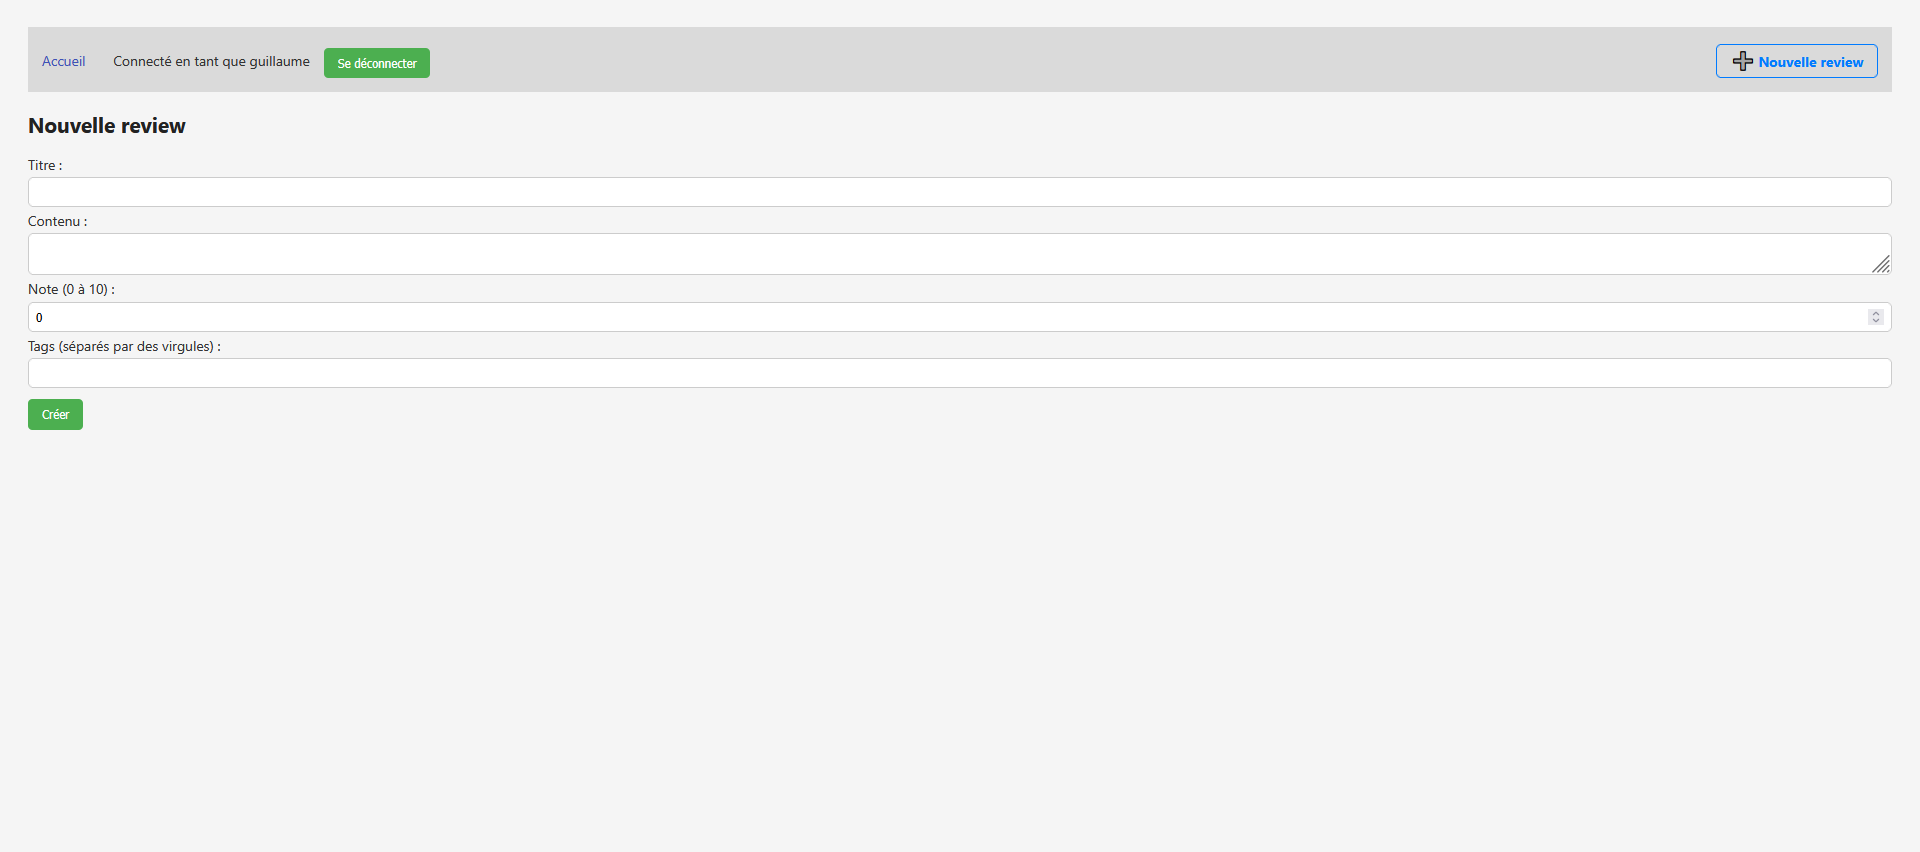 Accueil Connecté en tant que guillaume Se déconnecter Nouvelle review
Nouvelle review
Titre :
Contenu :
Note (0 à 10) :
0
Tags (séparés par des virgules) :
Créer